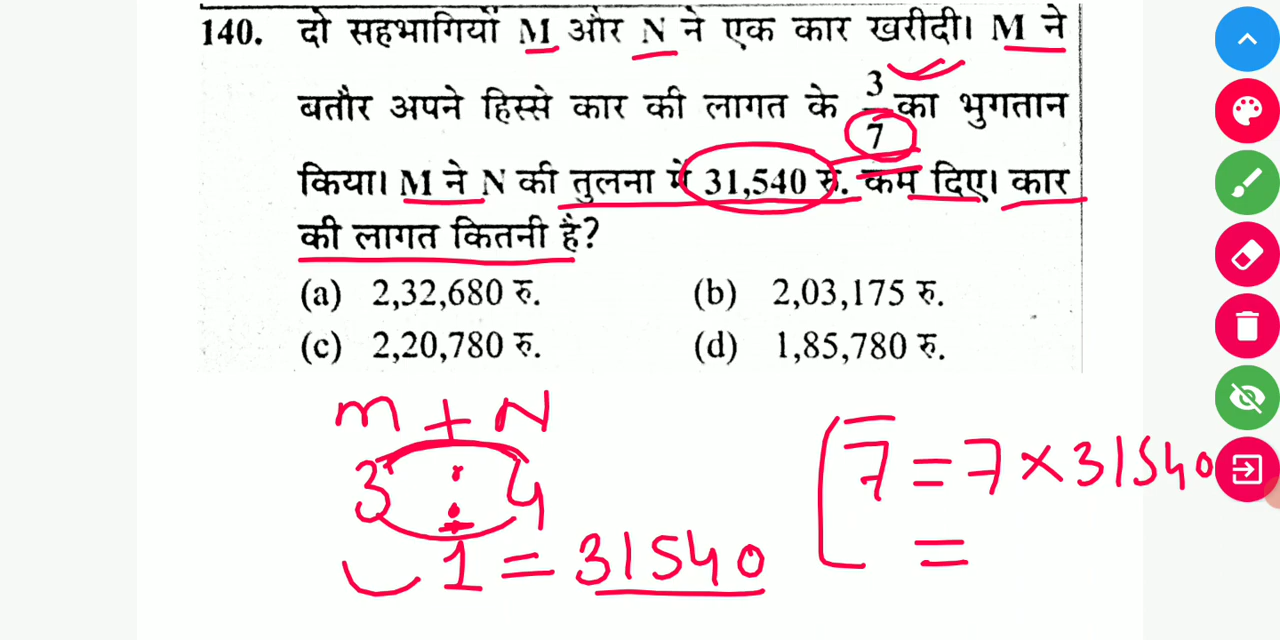 140. दो सहभागियों M और N ने एक कार खरीदी। M ने
बतौर अपने हिस्से कार की लागत के 3/7 का भुगतान
किया। M ने N की तुलना में 31,540 रु. कम दिए। कार
की लागत कितनी है?
(a) 2,32,680 रु. (b) 2,03,175 रु.
(c) 2,20,780 रु. (d) 1,85,780 रु.
M + N
3 : 4
1 = 31540
7 = 7 × 31540
=